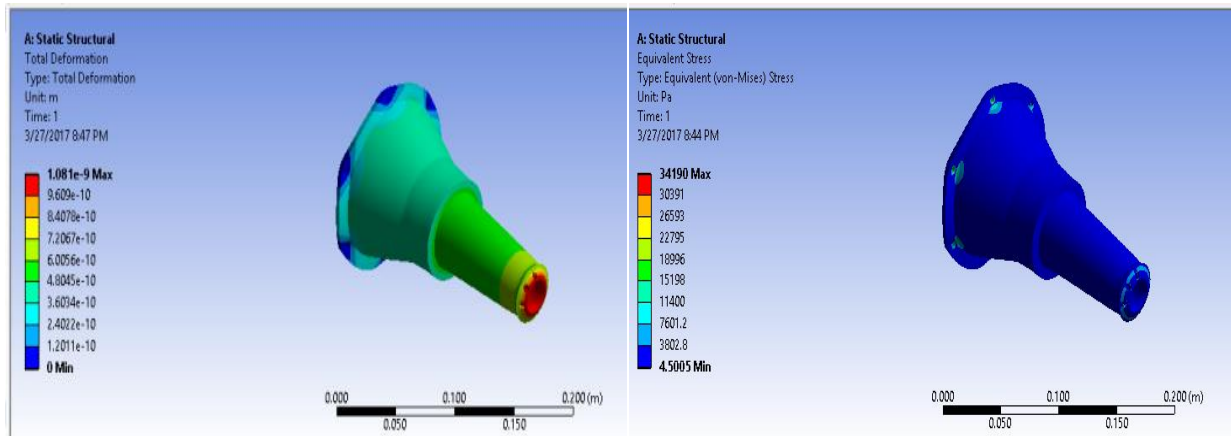 A: Static Structural
Total Deformation
Type: Total Deformation
Unit: m
Time: 1
3/27/2017 8:47 PM
1.081e-9 Max
9.609e-10
8.4078e-10
7.2067e-10
6.0056e-10
4.8045e-10
3.6034e-10
2.4022e-10
1.2011e-10
0 Min
0.000
0.100
0.200 (m)
0.050
0.150
A: Static Structural
Equivalent Stress
Type: Equivalent (von-Mises) Stress
Unit: Pa
Time: 1
3/27/2017 8:44 PM
34190 Max
30391
26593
22795
18996
15198
11400
7601.2
3802.8
4.5005 Min
0.000
0.100
0.200 (m)
0.050
0.150